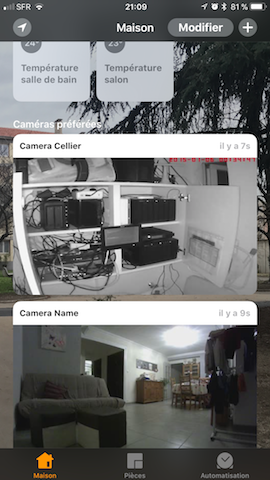 SFR 21:09 81 %
Maison Modifier
24° 23°
Température Température
salle de bain salon
Caméras préférées
Camera Cellier il y a 7s
Camera Name il y a 9s
Maison Pièces Automatisation